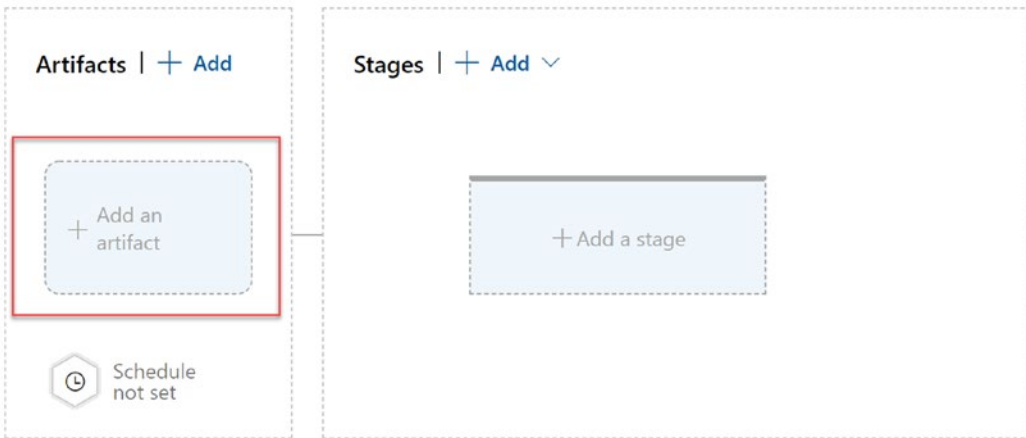 Artifacts | + Add
Stages | + Add
+ Add an
artifact
+ Add a stage
Schedule
not set